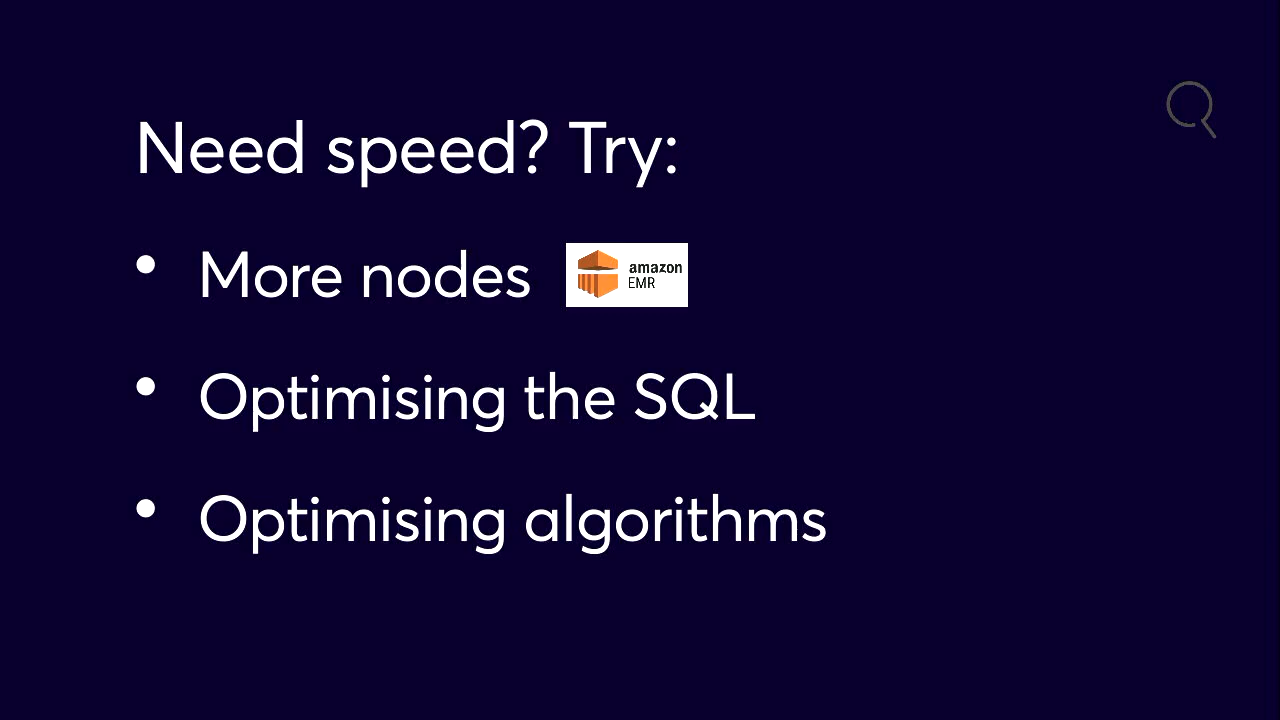 Need speed? Try:
• More nodes
amazon
EMR
• Optimising the SQL
• Optimising algorithms